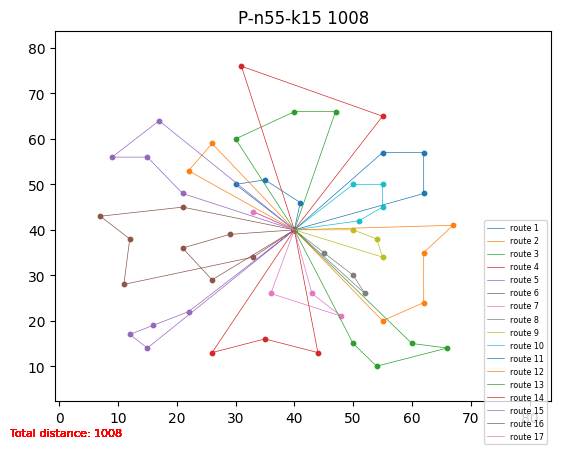 P-n55-k15 1008
80
70
60
50
40
30
20
10
0 10 20 30 40 50 60 70 80
route 1
route 2
route 3
route 4
route 5
route 6
route 7
route 8
route 9
route 10
route 11
route 12
route 13
route 14
route 15
route 16
route 17
Total distance: 1008